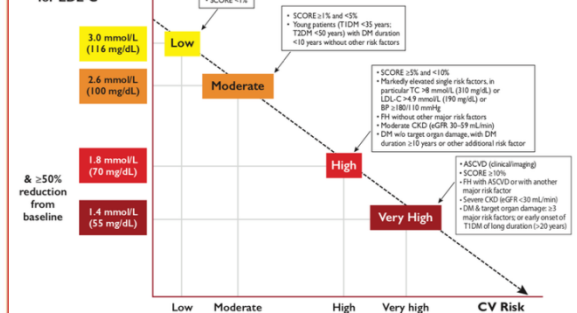 for LDL-C
• SCORE <1%
3.0 mmol/L
(116 mg/dL)
Low
• SCORE ≥1% and <5%
• Young patients (T1DM <35 years;
T2DM <50 years) with DM duration
<10 years without other risk factors
2.6 mmol/L
(100 mg/dL)
Moderate
• SCORE ≥5% and <10%
• Markedly elevated single risk factors, in
particular TC >8 mmol/L (310 mg/dL) or
LDL-C >4.9 mmol/L (190 mg/dL) or
BP ≥180/110 mmHg
• FH without other major risk factors
• Moderate CKD (eGFR 30–59 mL/min)
• DM w/o target organ damage, with DM
duration ≥10 years or other additional risk factor
1.8 mmol/L
(70 mg/dL)
High
• ASCVD (clinical/imaging)
• SCORE ≥10%
• FH with ASCVD or with another
major risk factor
• Severe CKD (eGFR <30 mL/min)
• DM & target organ damage: ≥3
major risk factors; or early onset of
T1DM of long duration (>20 years)
& ≥50%
reduction
from
baseline
1.4 mmol/L
(55 mg/dL)
Very High
Low
Moderate
High
Very high
CV Risk